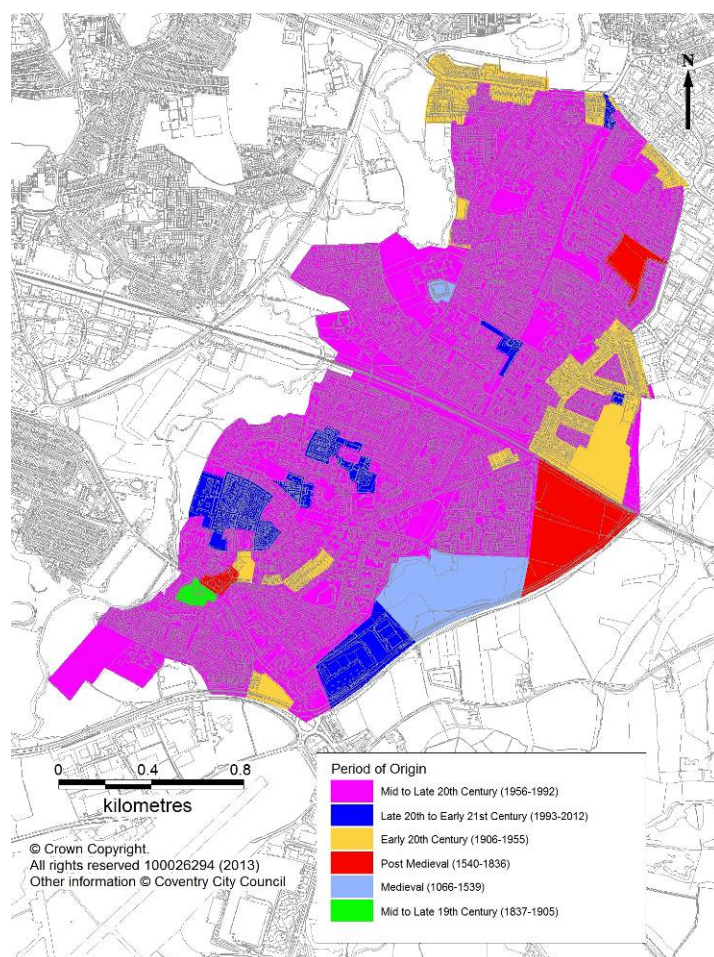 N
0 0.4 0.8
kilometres
© Crown Copyright.
All rights reserved 100026294 (2013)
Other information © Coventry City Council
Period of Origin
Mid to Late 20th Century (1956-1992)
Late 20th to Early 21st Century (1993-2012)
Early 20th Century (1906-1955)
Post Medieval (1540-1836)
Medieval (1066-1539)
Mid to Late 19th Century (1837-1905)